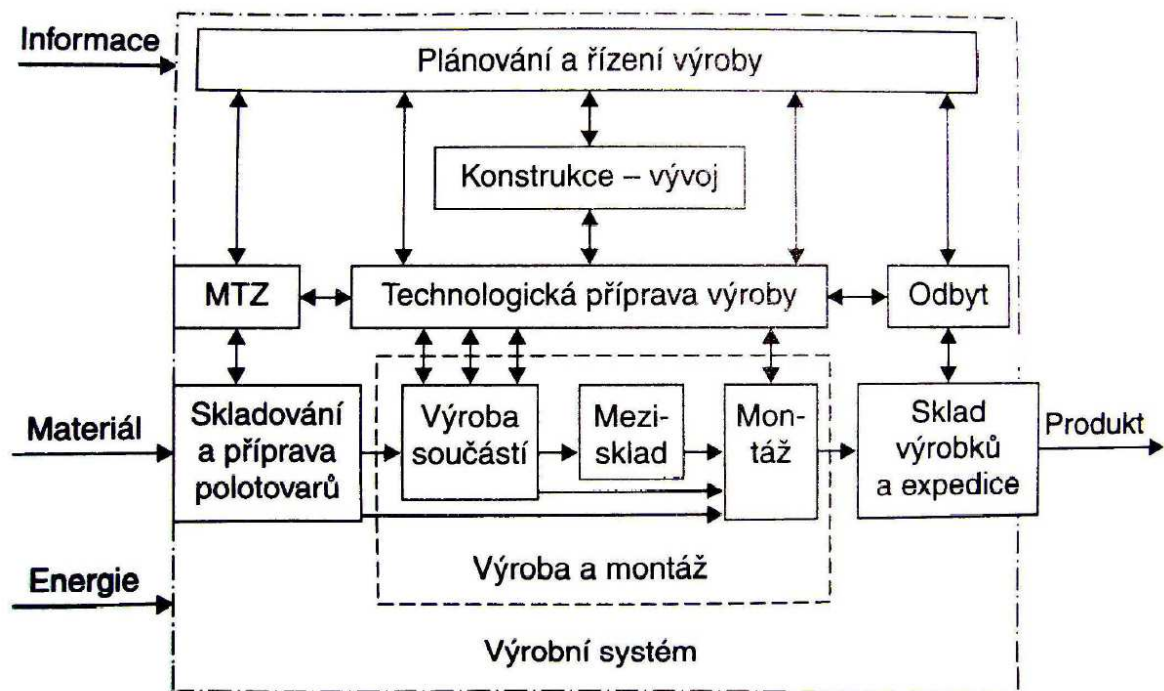 Informace
Plánování a řízení výroby
Konstrukce – vývoj
MTZ
Technologická příprava výroby
Odbyt
Materiál
Skladování
a příprava
polotovarů
Výroba
součástí
Mezi-
sklad
Mon-
táž
Sklad
výrobků
a expedice
Produkt
Výroba a montáž
Energie
Výrobní systém